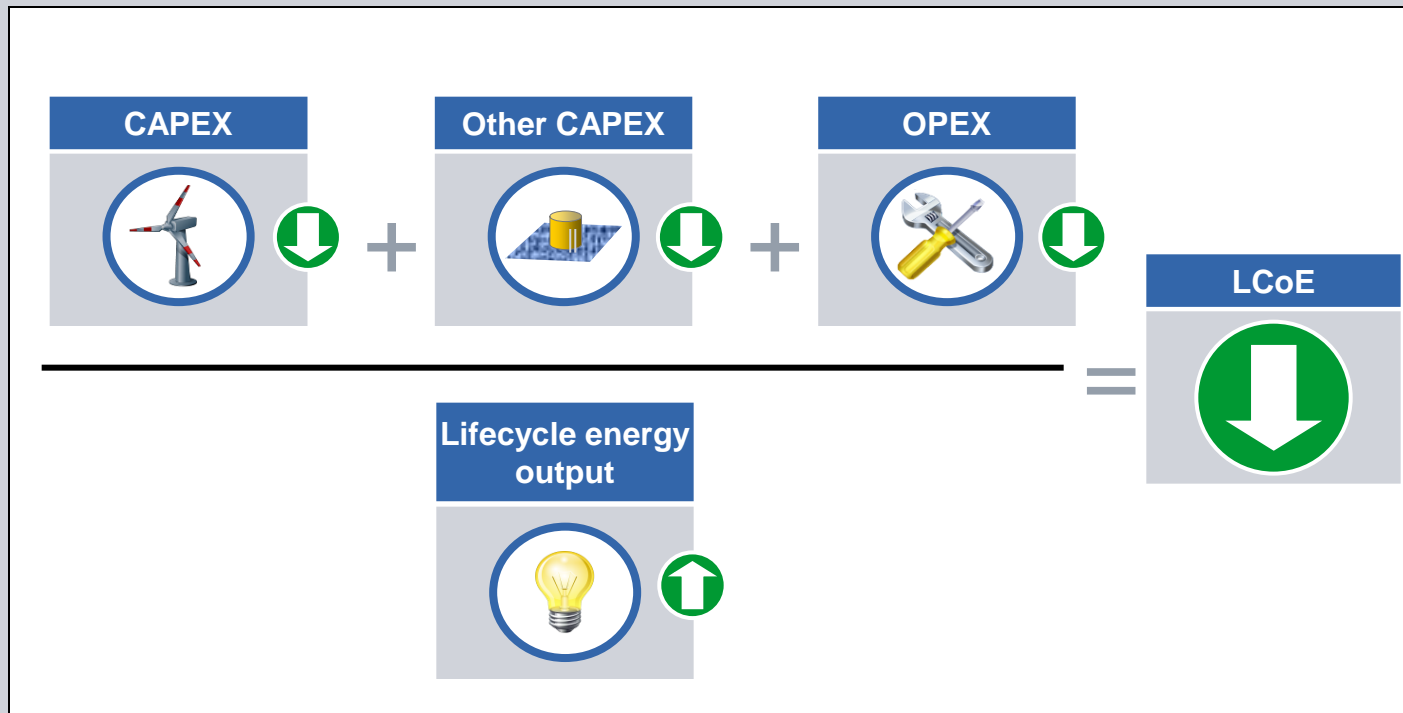 CAPEX
Other CAPEX
OPEX
+
+
LCoE
=
Lifecycle energy
output